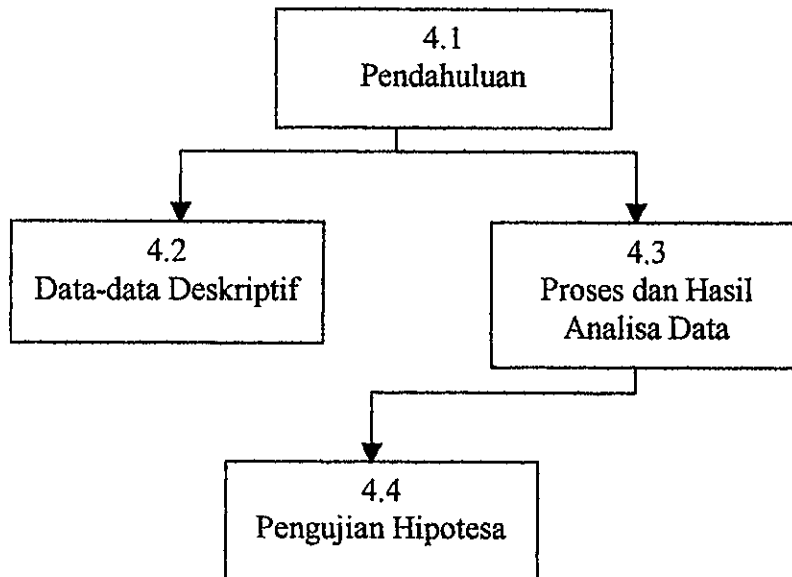 4.1
Pendahuluan
4.2
Data-data Deskriptif
4.3
Proses dan Hasil
Analisa Data
4.4
Pengujian Hipotesa